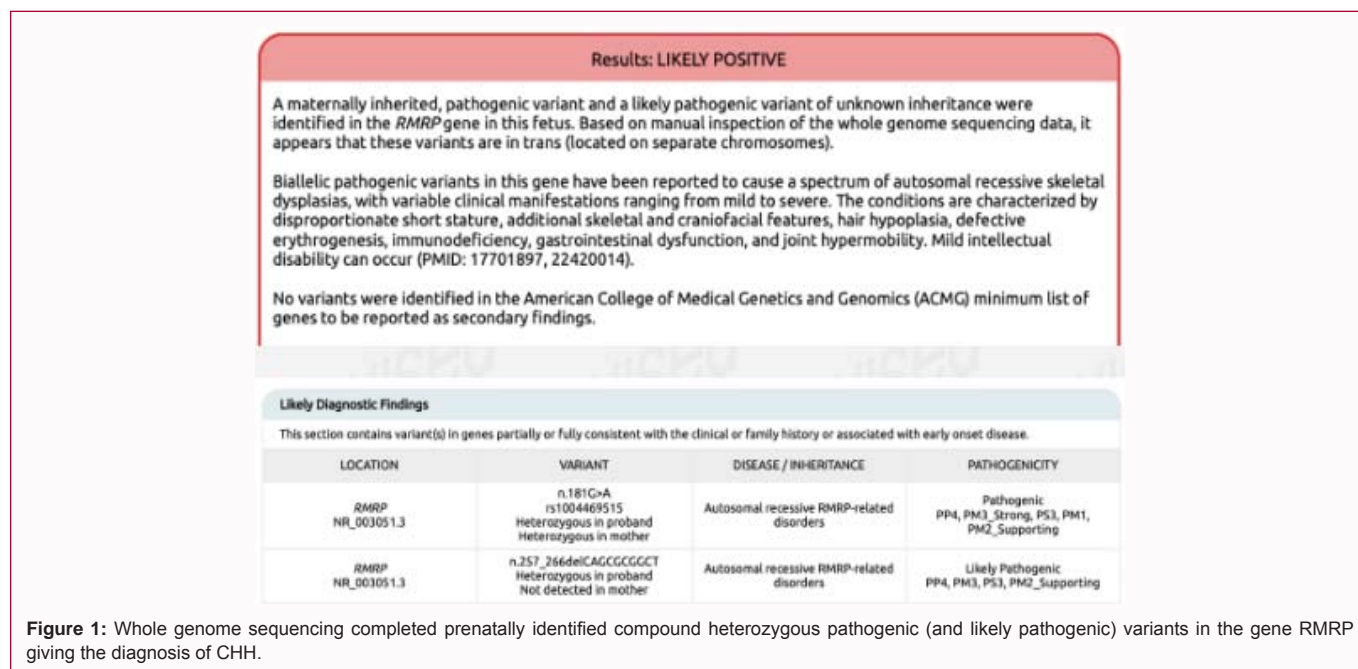 Results: LIKELY POSITIVE
A maternally inherited, pathogenic variant and a likely pathogenic variant of unknown inheritance were
identified in the RMRP gene in this fetus. Based on manual inspection of the whole genome sequencing data, it
appears that these variants are in trans (located on separate chromosomes).
Biallelic pathogenic variants in this gene have been reported to cause a spectrum of autosomal recessive skeletal
dysplasias, with variable clinical manifestations ranging from mild to severe. The conditions are characterized by
disproportionate short stature, additional skeletal and craniofacial features, hair hypoplasia, defective
erythrogenesis, immunodeficiency, gastrointestinal dysfunction, and joint hypermobility. Mild intellectual
disability can occur (PMID: 17701897, 22420014).
No variants were identified in the American College of Medical Genetics and Genomics (ACMG) minimum list of
genes to be reported as secondary findings.
Likely Diagnostic Findings
This section contains variant(s) in genes partially or fully consistent with the clinical or family history or associated with early onset disease.
LOCATION VARIANT DISEASE / INHERITANCE PATHOGENICITY
RMRP
NR_003051.3
n.181G>A
rs1004469515
Heterozygous in proband
Heterozygous in mother
Autosomal recessive RMRP-related
disorders
Pathogenic
PP4, PM3_Strong, PS3, PM1,
PM2_Supporting
RMRP
NR_003051.3
n.257_266delCAGCGCGGCT
Heterozygous in proband
Not detected in mother
Autosomal recessive RMRP-related
disorders
Likely Pathogenic
PP4, PM3, PS3, PM2_Supporting
Figure 1: Whole genome sequencing completed prenatally identified compound heterozygous pathogenic (and likely pathogenic) variants in the gene RMRP
giving the diagnosis of CHH.